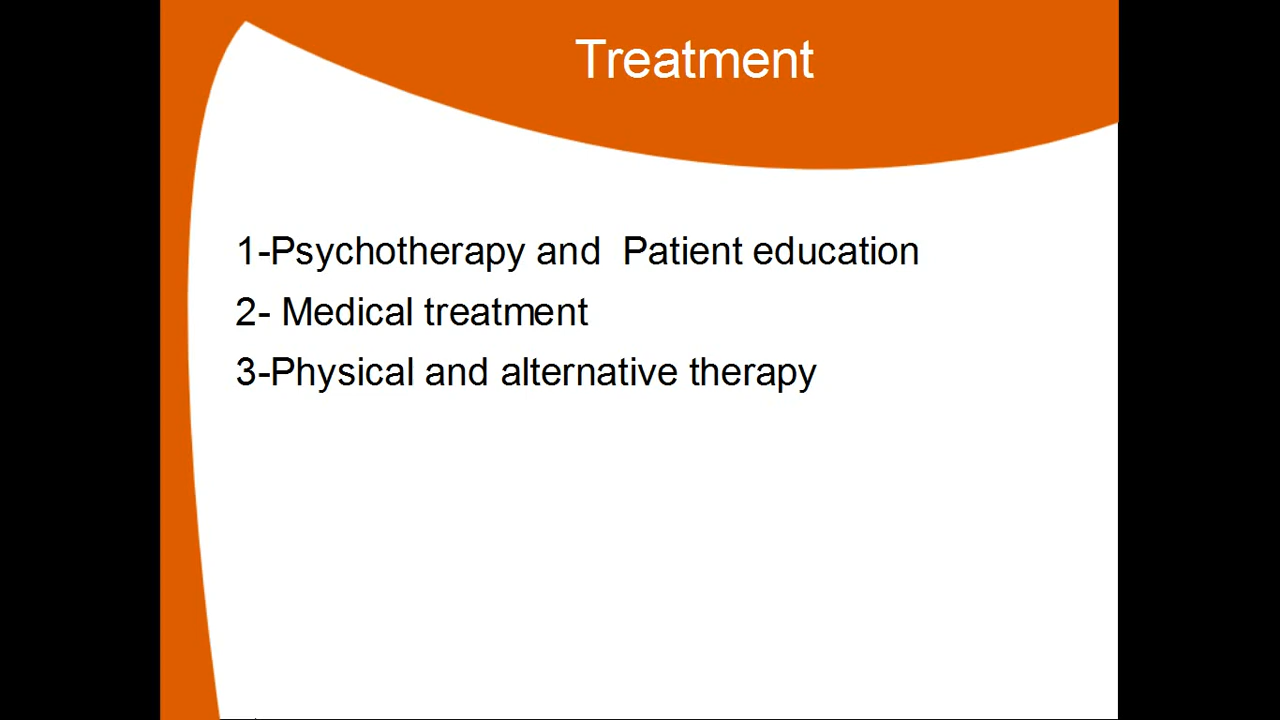 Treatment
1-Psychotherapy and  Patient education
2- Medical treatment
3-Physical and alternative therapy